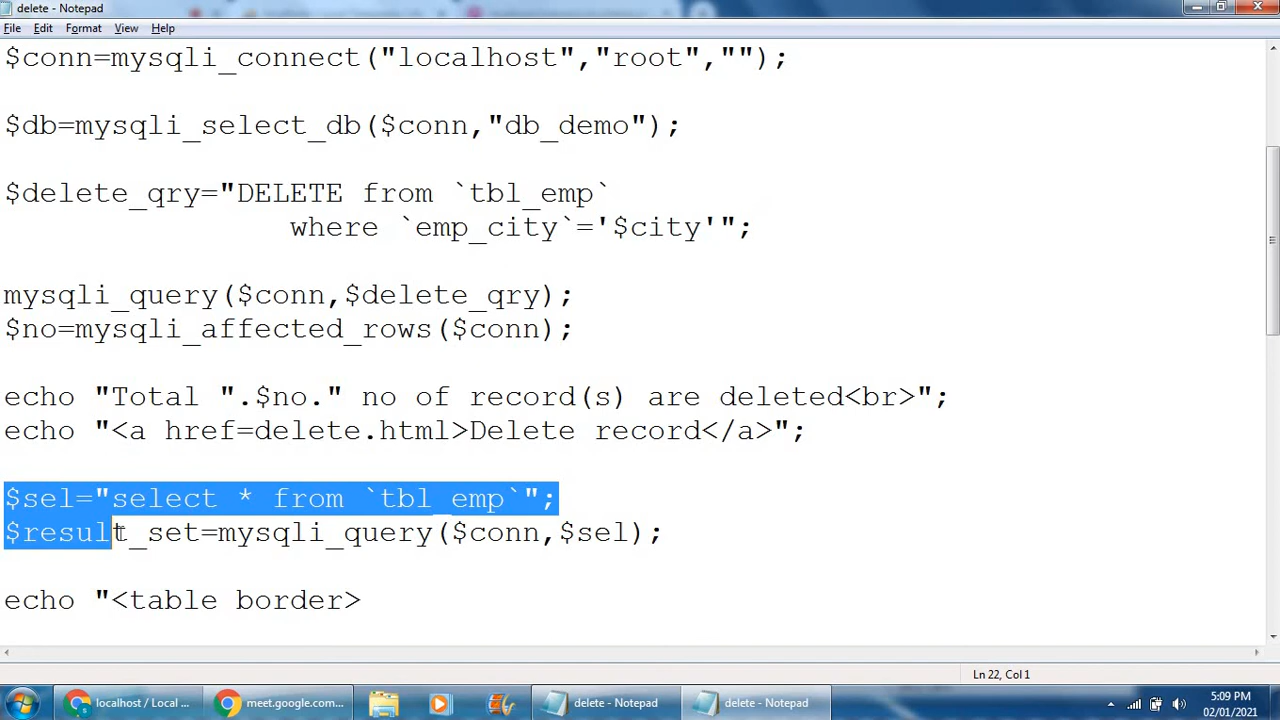 delete - Notepad
File Edit Format View Help
$conn=mysqli_connect("localhost","root","");
$db=mysqli_select_db($conn,"db_demo");
$delete_qry="DELETE from `tbl_emp`
where `emp_city`='$city'";
mysqli_query($conn,$delete_qry);
$no=mysqli_affected_rows($conn);
echo "Total ".$no." no of record(s) are deleted<br>";
echo "<a href=delete.html>Delete record</a>";
$sel="select * from `tbl_emp`";
$result_set=mysqli_query($conn,$sel);
echo "<table border>
Ln 22, Col 1
localhost / Local ... meet.google.com... delete - Notepad delete - Notepad
5:09 PM
02/01/2021